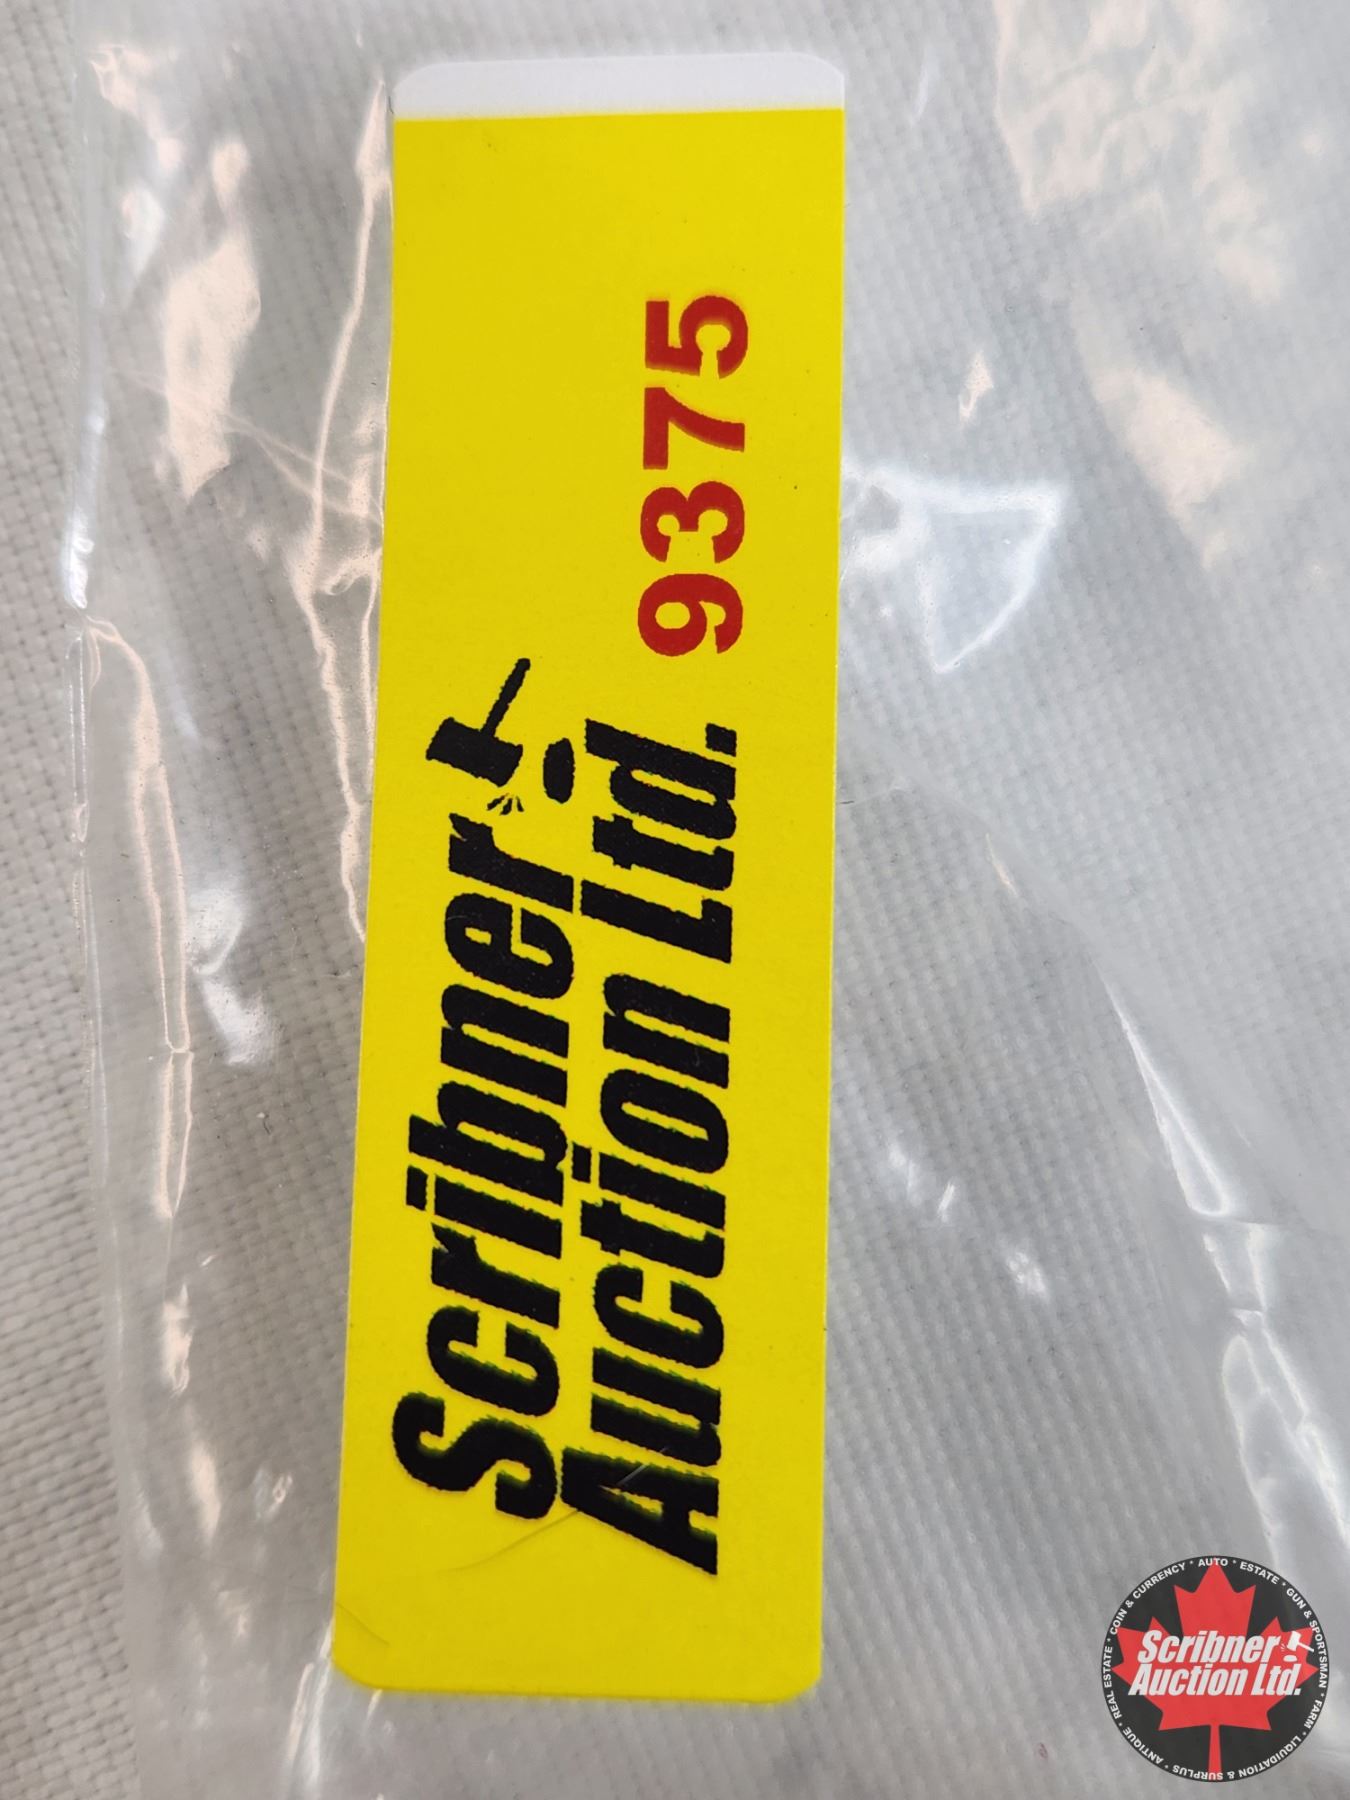 Scribner
Auction Ltd. 9375
COIN & CURRENCY * AUTO * ESTATE * GUN & SPORTSMAN * FARM * LIQUIDATION & SURPLUS * ANTIQUE * REAL ESTATE *
Scribner
Auction Ltd.